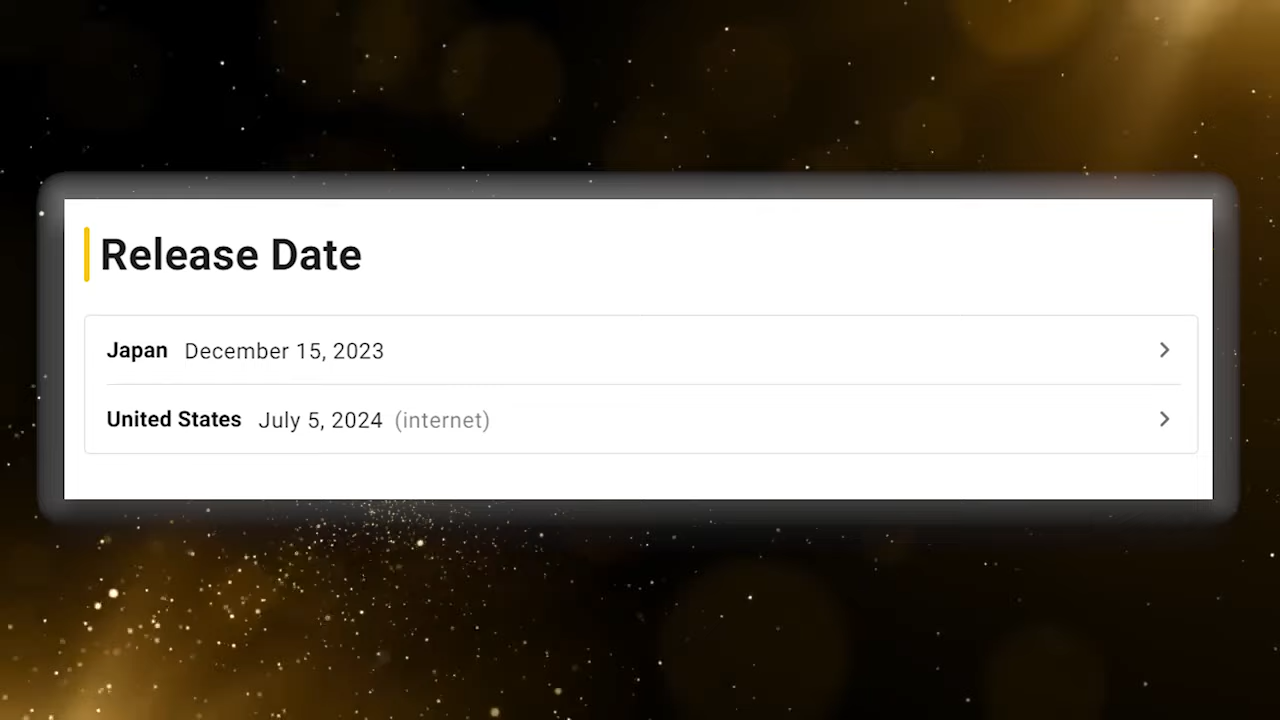 Release Date
Japan December 15, 2023
United States July 5, 2024 (internet)